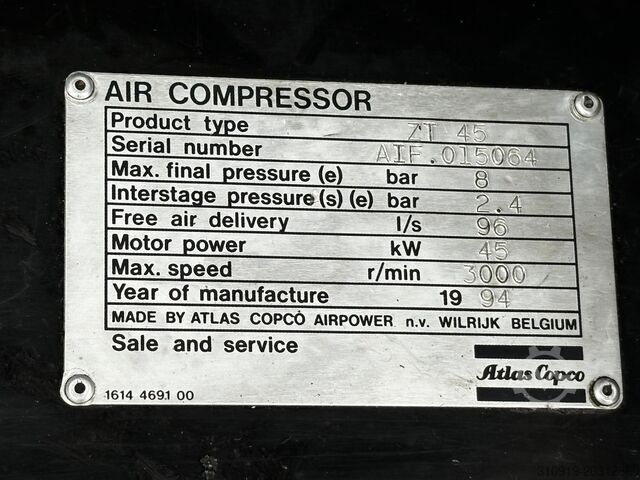 AIR COMPRESSOR
Product type ZT 45
Serial number AIF.015064
Max. final pressure (e) bar 8
Interstage pressure(s) (e) bar 2.4
Free air delivery l/s 96
Motor power kW 45
Max. speed r/min 3000
Year of manufacture 19 94
MADE BY ATLAS COPCO AIRPOWER n.v. WILRIJK BELGIUM
Sale and service
Atlas Copco
1614 4691 00